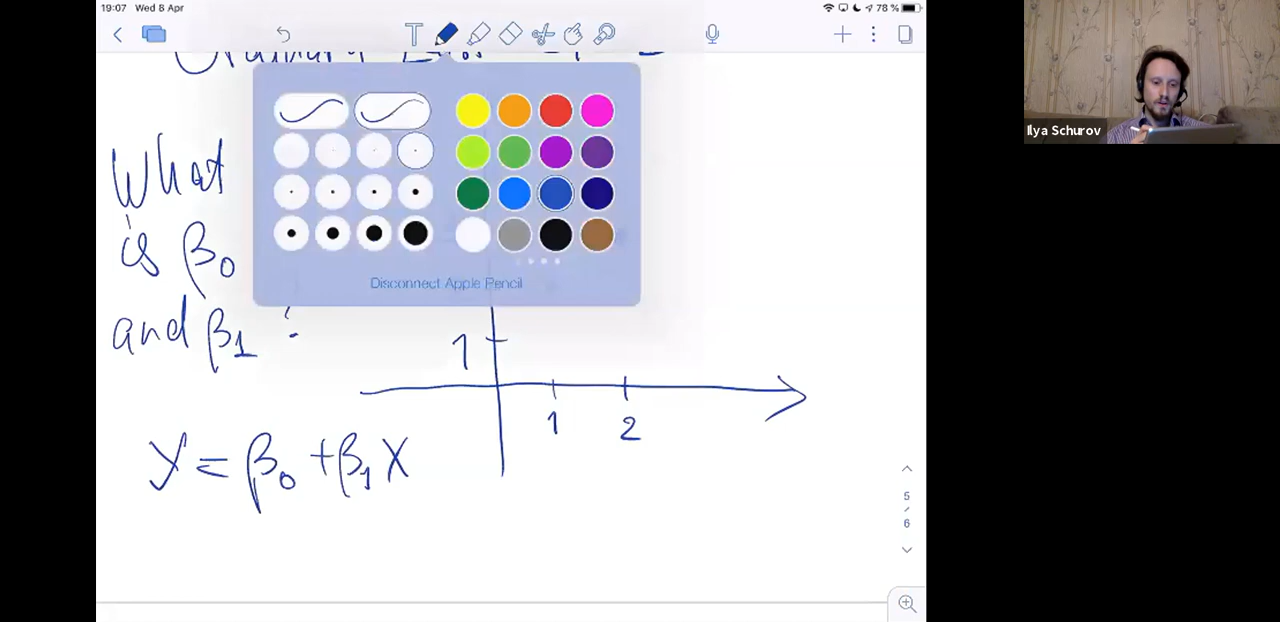 19:07 Wed 8 Apr
78 %
T
Disconnect Apple Pencil
What
is β₀
and β₁ ?
1
1 2
y = β₀ + β₁ X
5
6
Ilya Schurov